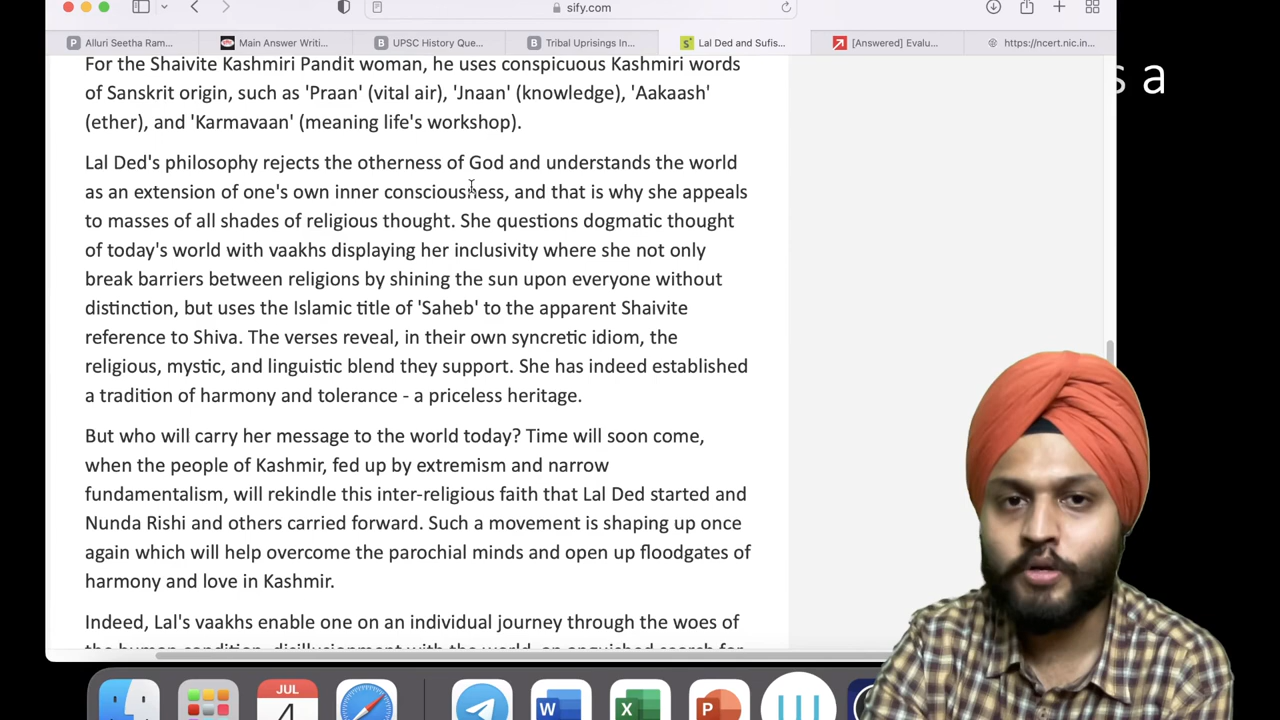 sify.com
Alluri Seetha Ram...
Main Answer Writi...
UPSC History Que...
Tribal Uprisings In...
Lal Ded and Sufis...
[Answered] Evalu...
https://ncert.nic.in...
s a
For the Shaivite Kashmiri Pandit woman, he uses conspicuous Kashmiri words
of Sanskrit origin, such as 'Praan' (vital air), 'Jnaan' (knowledge), 'Aakaash'
(ether), and 'Karmavaan' (meaning life's workshop).
Lal Ded's philosophy rejects the otherness of God and understands the world
as an extension of one's own inner consciousness, and that is why she appeals
to masses of all shades of religious thought. She questions dogmatic thought
of today's world with vaakhs displaying her inclusivity where she not only
break barriers between religions by shining the sun upon everyone without
distinction, but uses the Islamic title of 'Saheb' to the apparent Shaivite
reference to Shiva. The verses reveal, in their own syncretic idiom, the
religious, mystic, and linguistic blend they support. She has indeed established
a tradition of harmony and tolerance - a priceless heritage.
But who will carry her message to the world today? Time will soon come,
when the people of Kashmir, fed up by extremism and narrow
fundamentalism, will rekindle this inter-religious faith that Lal Ded started and
Nunda Rishi and others carried forward. Such a movement is shaping up once
again which will help overcome the parochial minds and open up floodgates of
harmony and love in Kashmir.
Indeed, Lal's vaakhs enable one on an individual journey through the woes of
the human condition, disillusionment with the world, an anguished search for
JUL
4
W
X
P